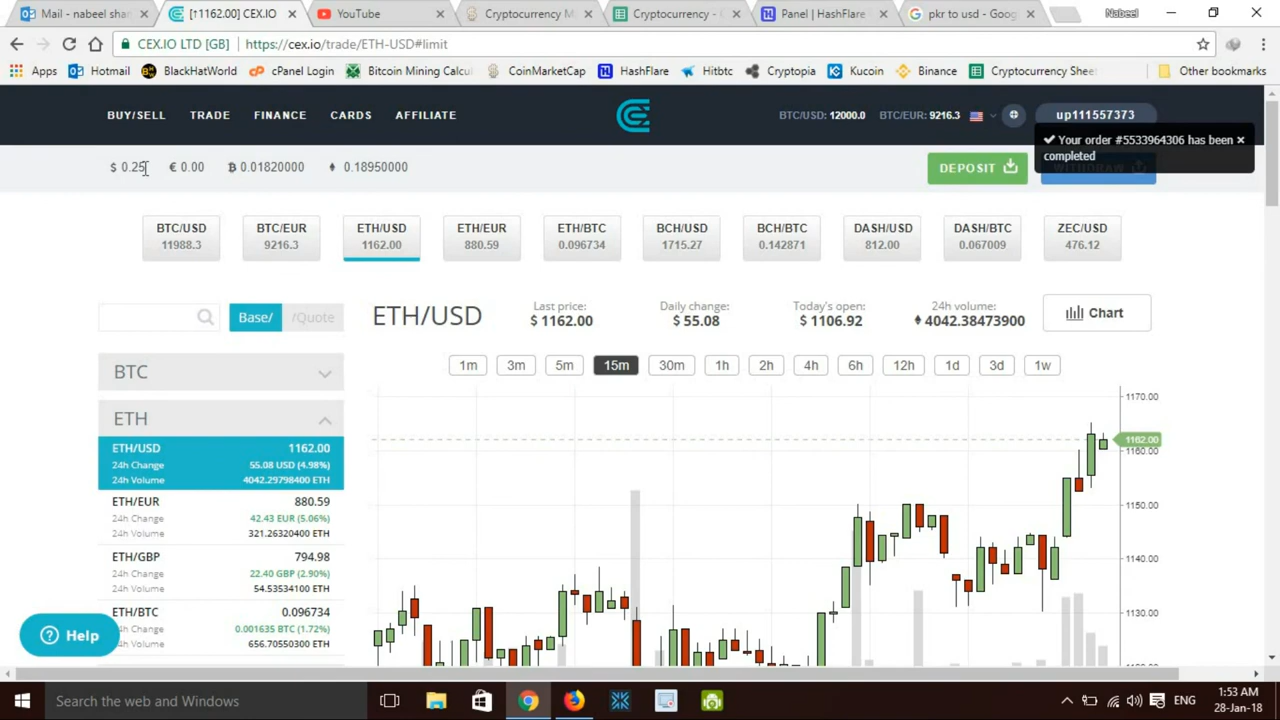 Mail - nabeel shar
[↑1162.00] CEX.IO
YouTube
Cryptocurrency M
Cryptocurrency - G
Panel | HashFlare
pkr to usd - Goog
Nabeel
CEX.IO LTD [GB]
https://cex.io/trade/ETH-USD#limit
Apps
Hotmail
BlackHatWorld
cPanel Login
Bitcoin Mining Calcu
CoinMarketCap
HashFlare
Hitbtc
Cryptopia
Kucoin
Binance
Cryptocurrency Shee
Other bookmarks
BUY/SELL
TRADE
FINANCE
CARDS
AFFILIATE
BTC/USD: 12000.0
BTC/EUR: 9216.3
up111557373
✔ Your order #5533964306 has been
completed
$ 0.25
€ 0.00
₿ 0.01820000
♦ 0.18950000
DEPOSIT
BTC/USD
11988.3
BTC/EUR
9216.3
ETH/USD
1162.00
ETH/EUR
880.59
ETH/BTC
0.096734
BCH/USD
1715.27
BCH/BTC
0.142871
DASH/USD
812.00
DASH/BTC
0.067009
ZEC/USD
476.12
Base/
/Quote
ETH/USD
Last price:
$ 1162.00
Daily change:
$ 55.08
Today's open:
$ 1106.92
24h volume:
♦ 4042.38473900
Chart
1m
3m
5m
15m
30m
1h
2h
4h
6h
12h
1d
3d
1w
BTC
ETH
ETH/USD 1162.00
24h Change 55.08 USD (4.98%)
24h Volume 4042.29798400 ETH
ETH/EUR 880.59
24h Change 42.43 EUR (5.06%)
24h Volume 321.26320400 ETH
ETH/GBP 794.98
24h Change 22.40 GBP (2.90%)
24h Volume 54.53534100 ETH
ETH/BTC 0.096734
0.001635 BTC (1.72%)
656.70550300 ETH
1170.00
1162.00
1160.00
1150.00
1140.00
1130.00
Help
Search the web and Windows
ENG
1:53 AM
28-Jan-18